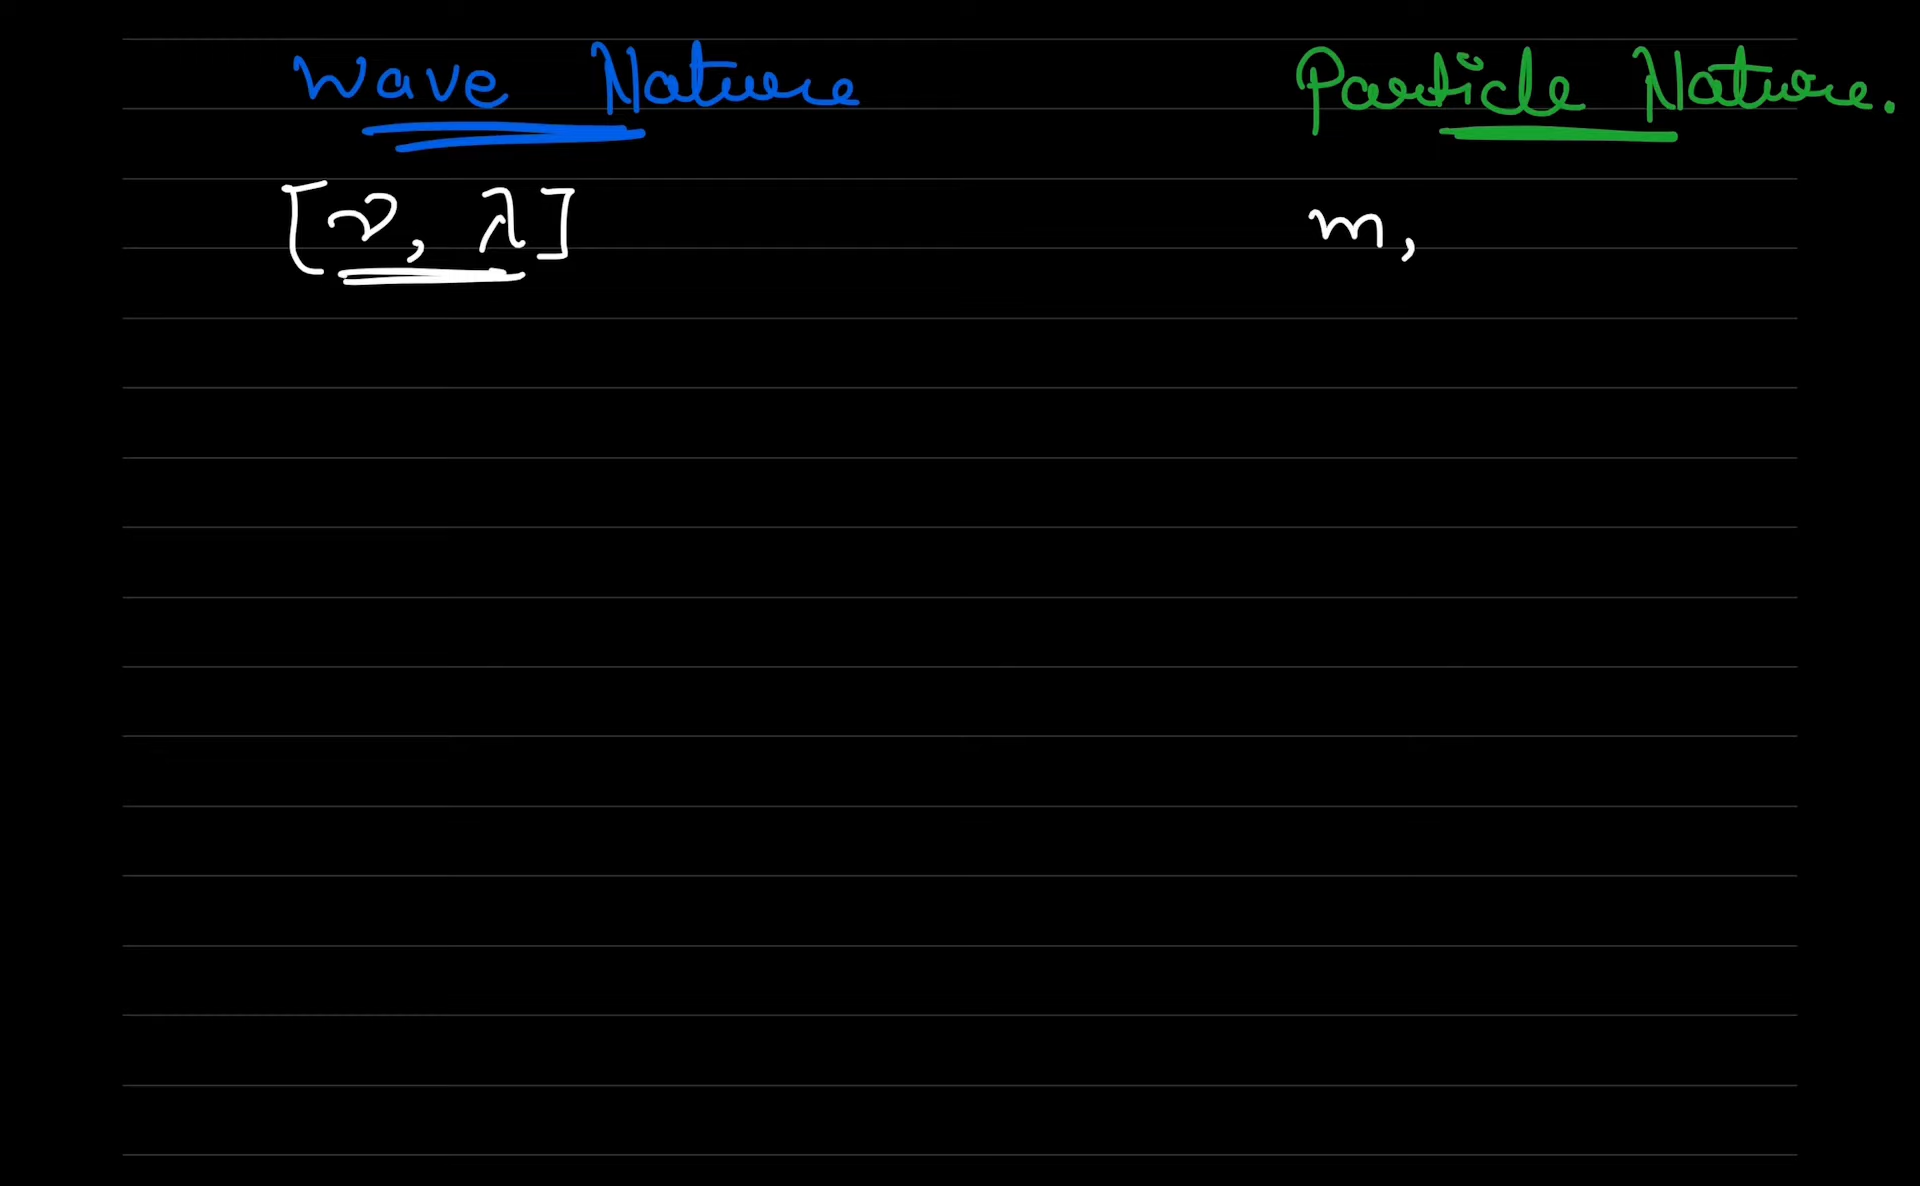 Wave Nature
Particle Nature.
[ν, λ]
m,